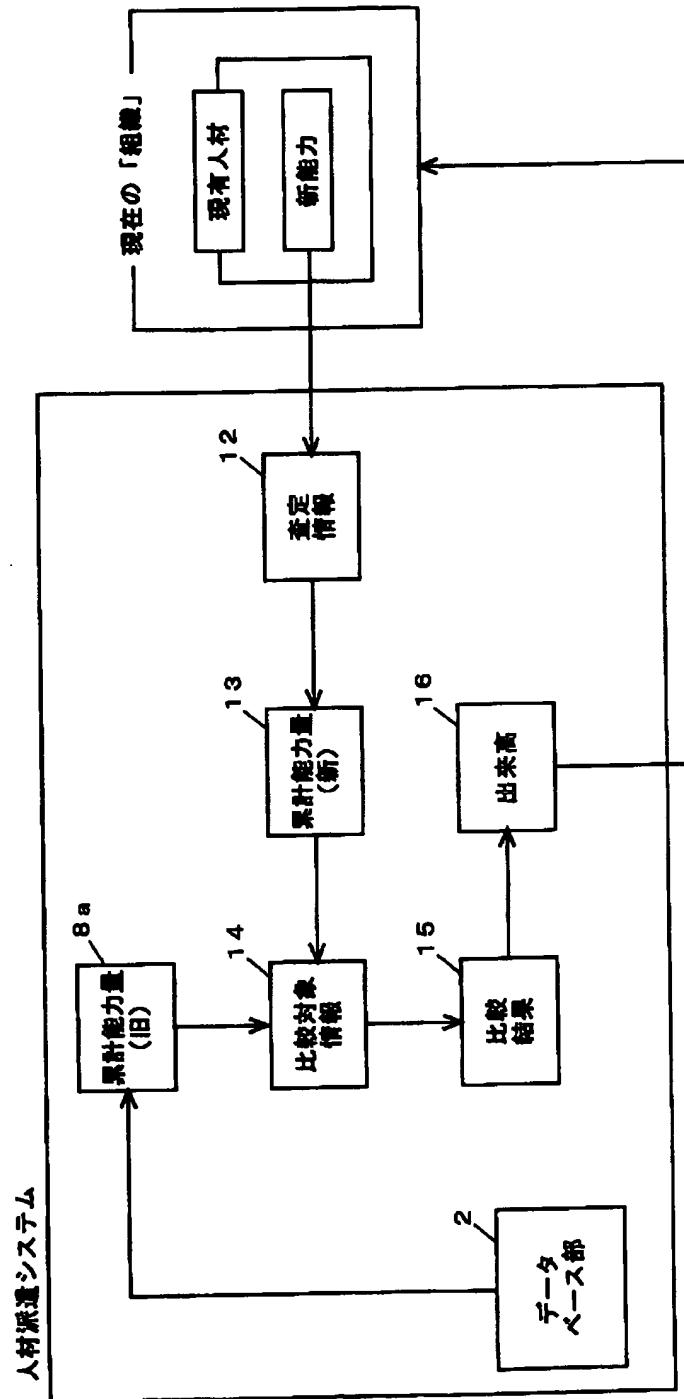 人材派遣システム
8a
累計能力量
(旧)
13
累計能力量
(新)
12
査定
情報
現在の「組織」
現有人材
新能力
14
比較対象
情報
15
比較
結果
16
出来高
2
データ
ベース部